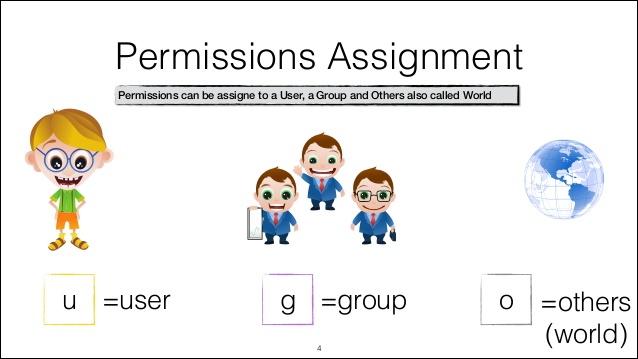 Permissions Assignment
Permissions can be assigne to a User, a Group and Others also called World
u =user
g =group
o =others
(world)
4